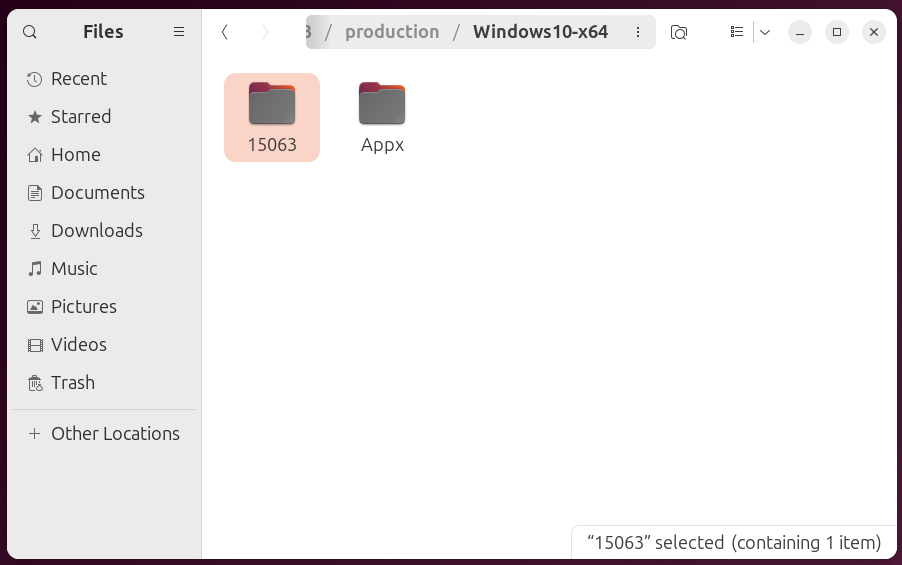 Files
3 / production / Windows10-x64
Recent
Starred
Home
Documents
Downloads
Music
Pictures
Videos
Trash
Other Locations
15063
Appx
“15063” selected (containing 1 item)